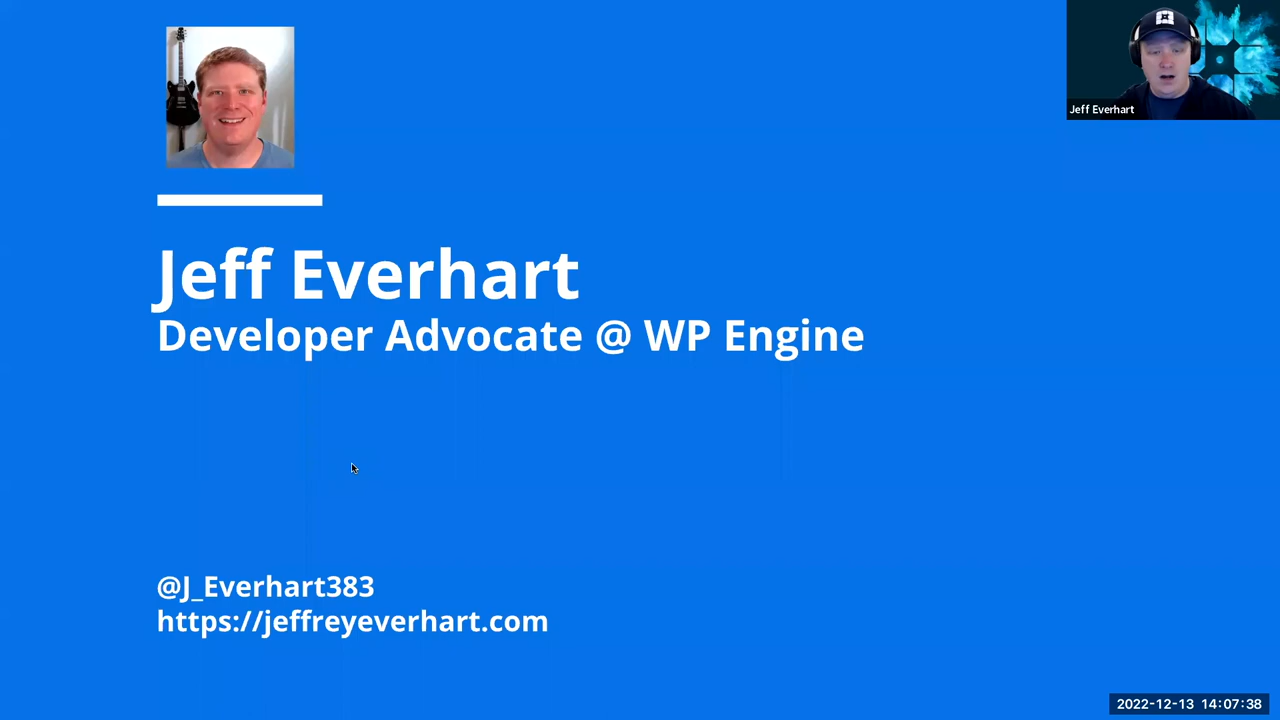 Jeff Everhart
Jeff Everhart
Developer Advocate @ WP Engine
@J_Everhart383
https://jeffreyeverhart.com
2022-12-13 14:07:38